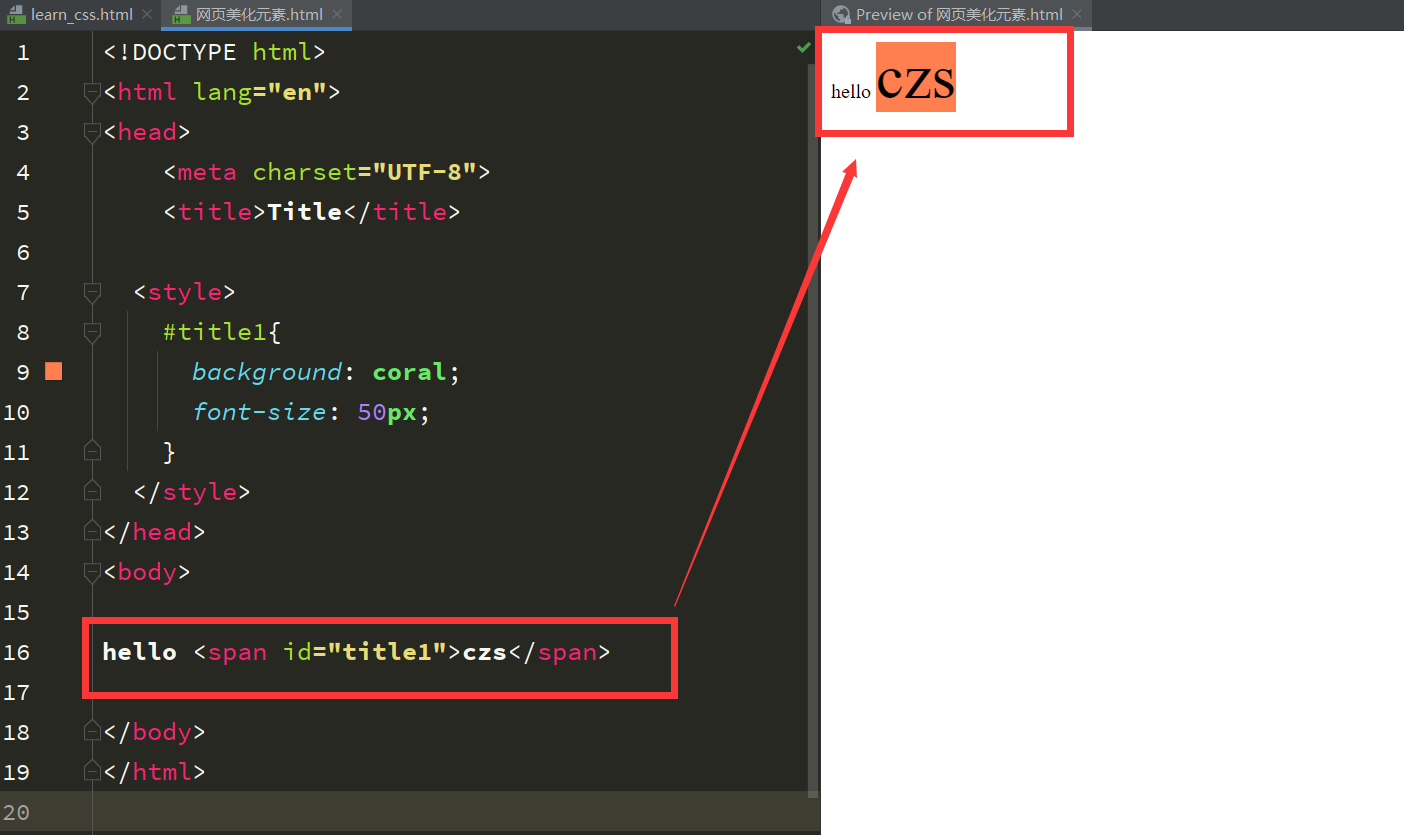 learn_css.html
网页美化元素.html
Preview of 网页美化元素.html
1 <!DOCTYPE html>
2 <html lang="en">
3 <head>
4 <meta charset="UTF-8">
5 <title>Title</title>
6
7 <style>
8 #title1{
9 background: coral;
10 font-size: 50px;
11 }
12 </style>
13 </head>
14 <body>
15
16 hello <span id="title1">czs</span>
17
18 </body>
19 </html>
20
hello czs